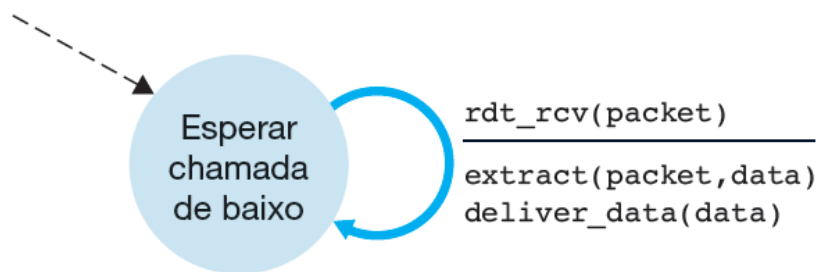 Esperar
chamada
de baixo
rdt_rcv(packet)
extract(packet,data)
deliver_data(data)